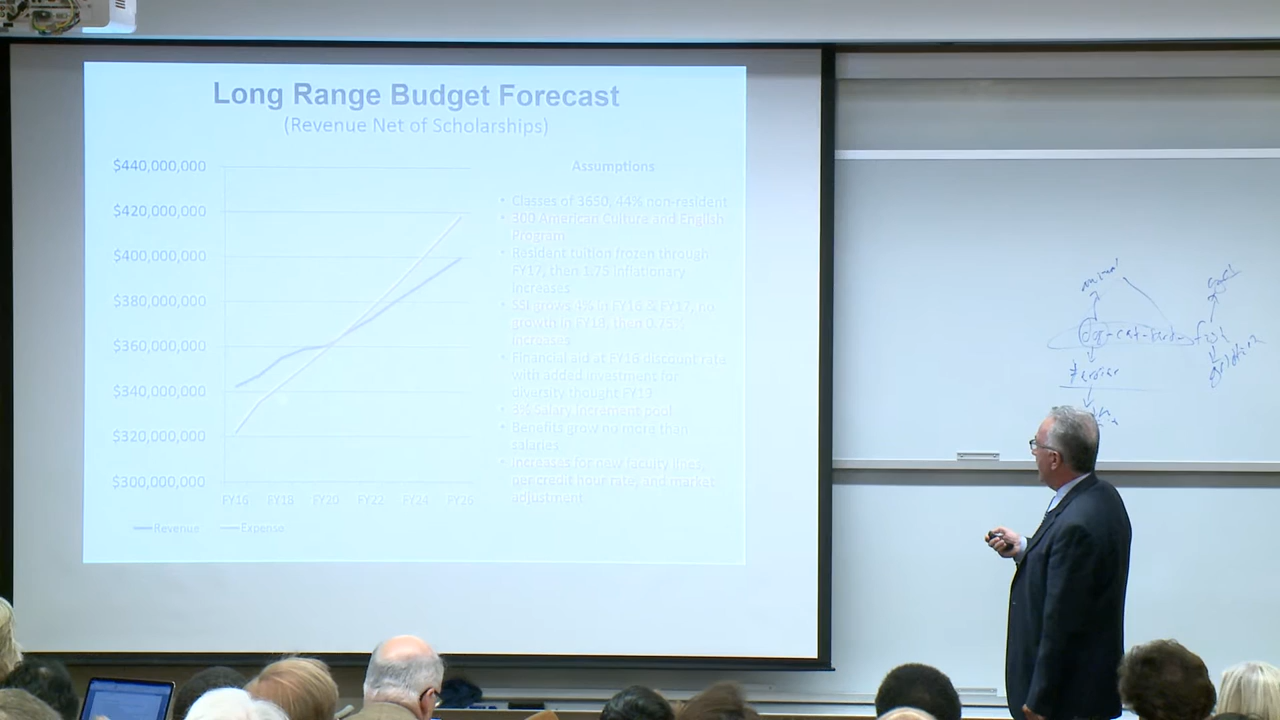 Long Range Budget Forecast
(Revenue Net of Scholarships)
$440,000,000
$420,000,000
$400,000,000
$380,000,000
$360,000,000
$340,000,000
$320,000,000
$300,000,000
FY16 FY18 FY20 FY22 FY24 FY26
Revenue Expense
Assumptions
• Classes of 3650, 44% non-resident
• 300 American Culture and English
Program
• Resident tuition frozen through
FY17, then 1.75 inflationary
increases
• SSI grows 4% in FY16 & FY17, no
growth in FY18, then 0.75%
increases
• Financial aid at FY16 discount rate
with added investment for
diversity thought FY19
• 3% Salary increment pool
• Benefits grow no more than
salaries
• Increases for new faculty lines,
per credit hour rate, and market
adjustment
animal
dog-cat-bird-fish